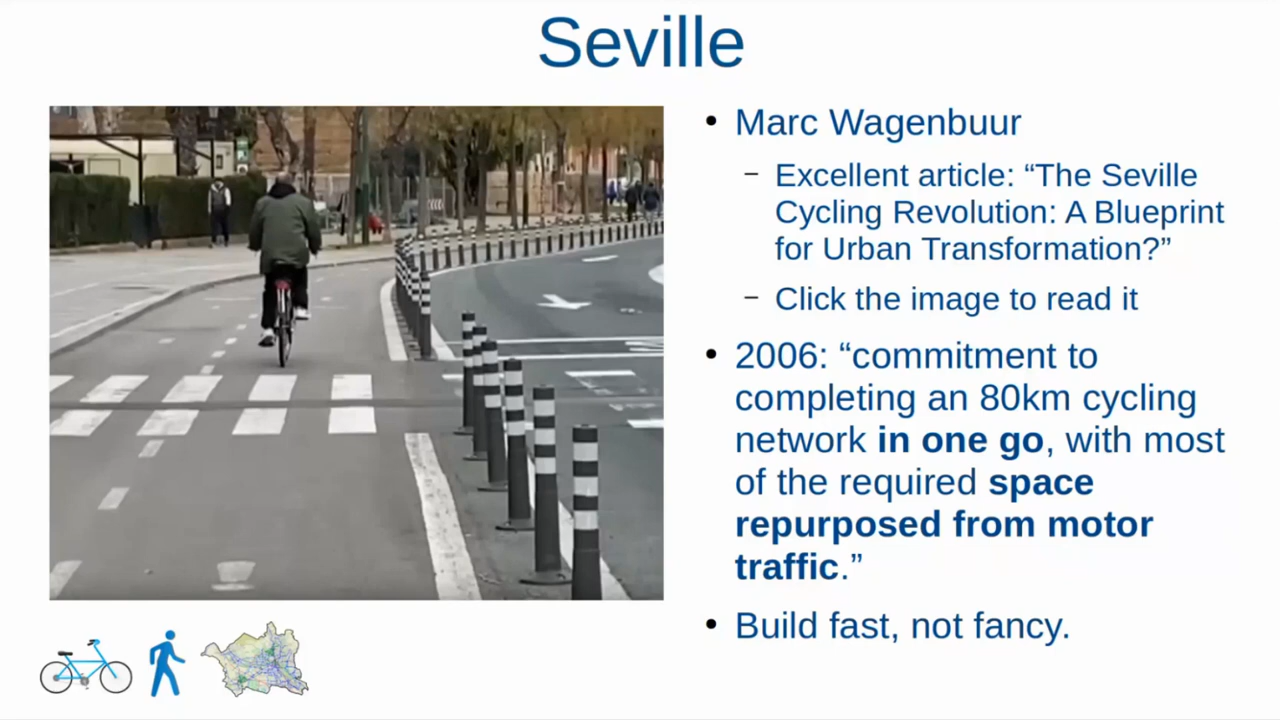 Seville
Marc Wagenbuur
Excellent article: “The Seville
Cycling Revolution: A Blueprint
for Urban Transformation?”
Click the image to read it
2006: “commitment to
completing an 80km cycling
network in one go, with most
of the required space
repurposed from motor
traffic.”
Build fast, not fancy.